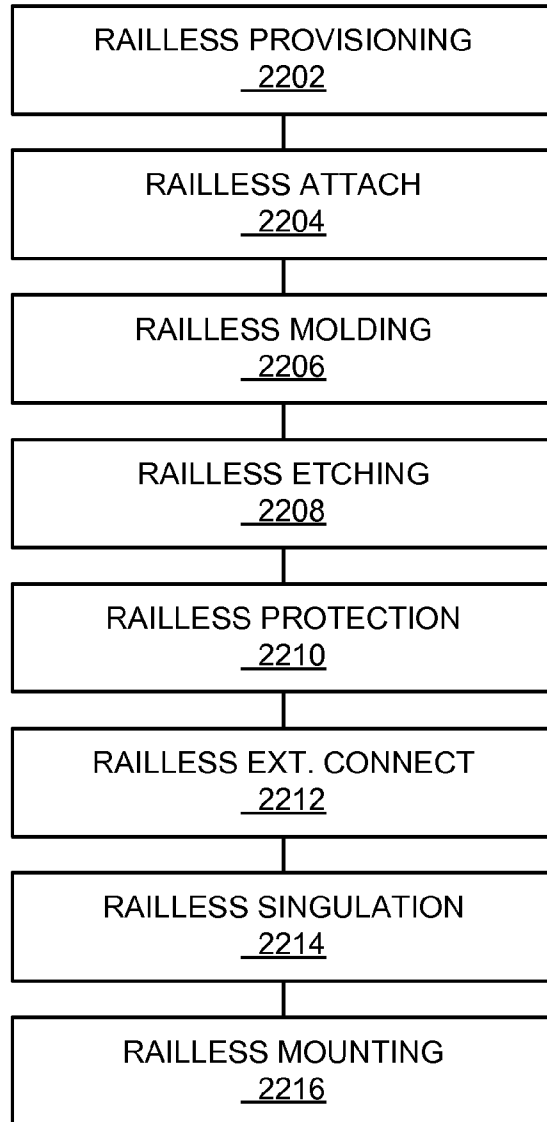 RAILLESS PROVISIONING
2202
RAILLESS ATTACH
2204
RAILLESS MOLDING
2206
RAILLESS ETCHING
2208
RAILLESS PROTECTION
2210
RAILLESS EXT. CONNECT
2212
RAILLESS SINGULATION
2214
RAILLESS MOUNTING
2216